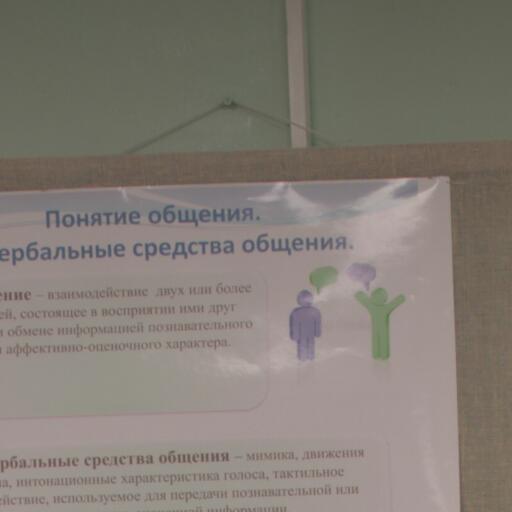 Понятие общения.
ербальные средства общения.
ение – взаимодействие двух или более
ей, состоящее в восприятии ими друг
и обмене информацией познавательного
аффективно-оценочного характера.
рбальные средства общения – мимика, движения
а, интонационные характеристика голоса, тактильное
ействие, используемое для передачи познавательной или
информации